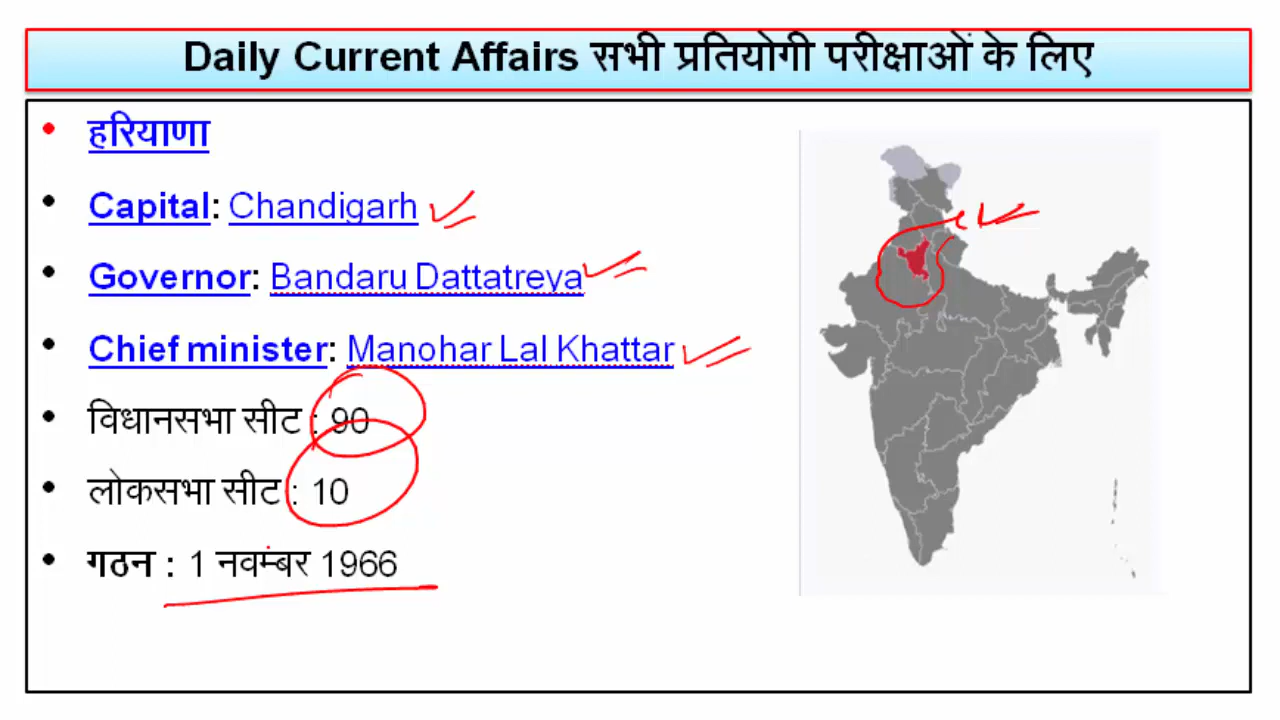 Daily Current Affairs सभी प्रतियोगी परीक्षाओं के लिए
• हरियाणा
• Capital: Chandigarh
• Governor: Bandaru Dattatreya
• Chief minister: Manohar Lal Khattar
• विधानसभा सीट : 90
• लोकसभा सीट : 10
• गठन : 1 नवम्बर 1966